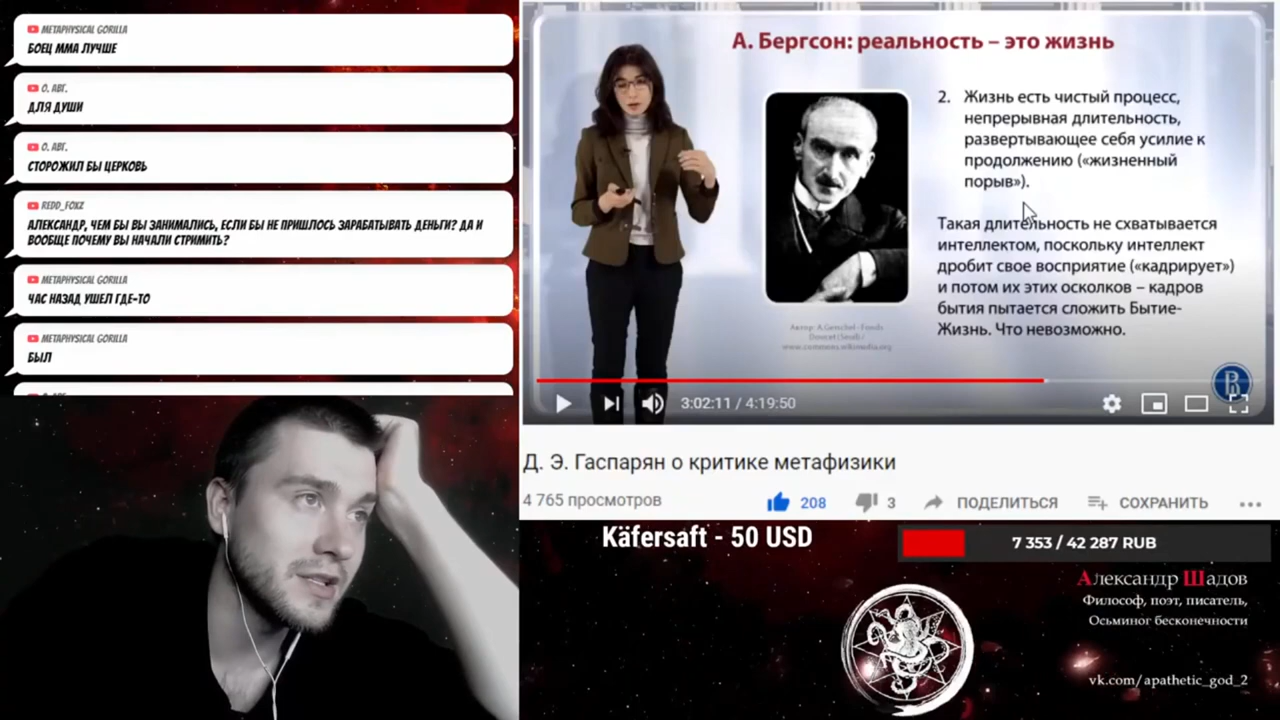 METAPHYSICAL GORILLA
БОЕЦ ММА ЛУЧШЕ
О. АВГ.
ДЛЯ ДУШИ
О. АВГ.
СТОРОЖИЛ БЫ ЦЕРКОВЬ
REDD_FOXZ
АЛЕКСАНДР, ЧЕМ БЫ ВЫ ЗАНИМАЛИСЬ, ЕСЛИ БЫ НЕ ПРИШЛОСЬ ЗАРАБАТЫВАТЬ ДЕНЬГИ? ДА И
ВООБЩЕ ПОЧЕМУ ВЫ НАЧАЛИ СТРИМИТЬ?
METAPHYSICAL GORILLA
ЧАС НАЗАД УШЕЛ ГДЕ-ТО
METAPHYSICAL GORILLA
БЫЛ
А. Бергсон: реальность – это жизнь
2. Жизнь есть чистый процесс,
непрерывная длительность,
развертывающее себя усилие к
продолжению («жизненный
порыв»).
Такая длительность не схватывается
интеллектом, поскольку интеллект
дробит свое восприятие («кадрирует»)
и потом их этих осколков – кадров
бытия пытается сложить Бытие-
Жизнь. Что невозможно.
3:02:11 / 4:19:50
Д. Э. Гаспарян о критике метафизики
4 765 просмотров
208
3
ПОДЕЛИТЬСЯ
СОХРАНИТЬ
Käfersaft - 50 USD
7 353 / 42 287 RUB
Александр Шадов
Философ, поэт, писатель,
Осьминог бесконечности
vk.com/apathetic_god_2